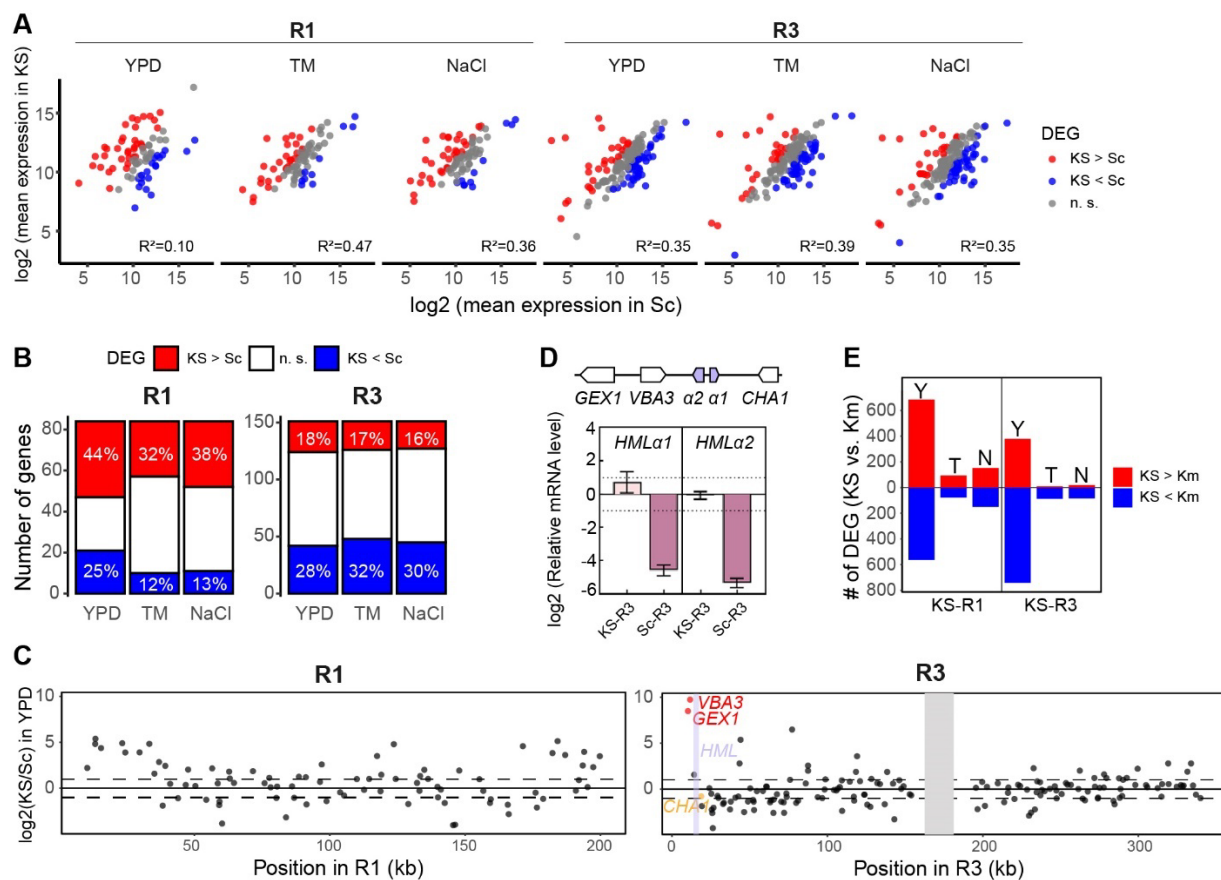 A
R1
R3
YPD
TM
NaCl
YPD
TM
NaCl
log2 (mean expression in KS)
15
10
5
R²=0.10
R²=0.47
R²=0.36
R²=0.35
R²=0.39
R²=0.35
5 10 15
5 10 15
5 10 15
5 10 15
5 10 15
5 10 15
log2 (mean expression in Sc)
DEG
KS > Sc
KS < Sc
n. s.
B
DEG KS > Sc n. s. KS < Sc
R1
R3
Number of genes
80
60
40
20
0
44% 32% 38%
25% 12% 13%
YPD TM NaCl
150
100
50
0
18% 17% 16%
28% 32% 30%
YPD TM NaCl
D
GEX1 VBA3 α2 α1 CHA1
HMLα1 HMLα2
log2 (Relative mRNA level)
4
2
0
-2
-4
-6
KS-R3 Sc-R3 KS-R3 Sc-R3
E
# of DEG (KS vs. Km)
600
400
200
0
200
400
600
800
Y T N Y T N
KS-R1 KS-R3
KS > Km
KS < Km
C
R1
R3
log2(KS/Sc) in YPD
10
5
0
50 100 150 200
Position in R1 (kb)
10
5
0
VBA3
GEX1
HML
CHA1
0 100 200 300
Position in R3 (kb)